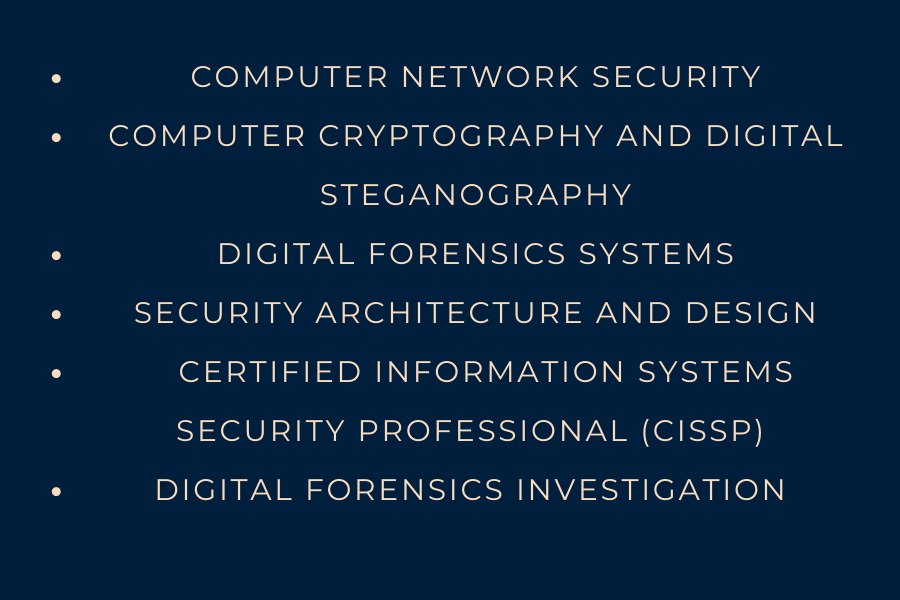 • COMPUTER NETWORK SECURITY
• COMPUTER CRYPTOGRAPHY AND DIGITAL
STEGANOGRAPHY
• DIGITAL FORENSICS SYSTEMS
• SECURITY ARCHITECTURE AND DESIGN
• CERTIFIED INFORMATION SYSTEMS
SECURITY PROFESSIONAL (CISSP)
• DIGITAL FORENSICS INVESTIGATION